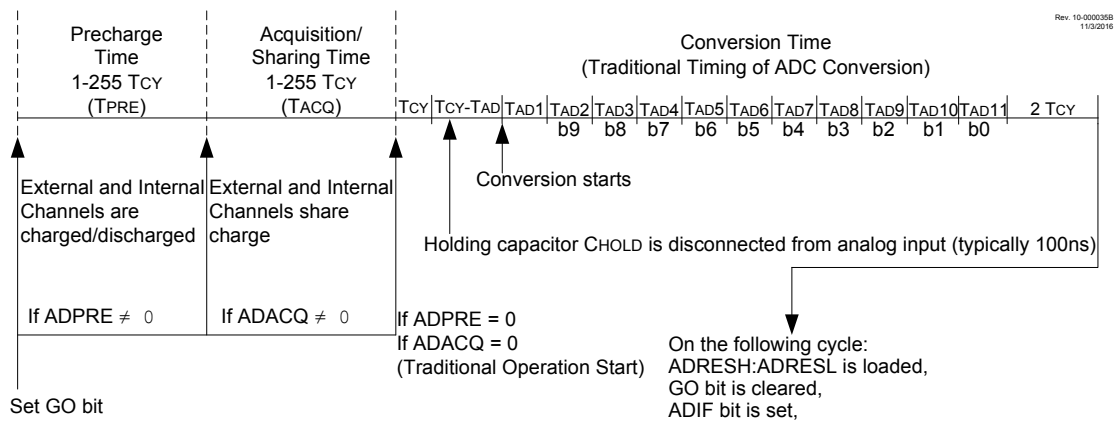 Rev. 10-000035B
11/3/2016
Precharge
Time
1-255 TCY
(TPRE)
Acquisition/
Sharing Time
1-255 TCY
(TACQ)
Conversion Time
(Traditional Timing of ADC Conversion)
TCY TCY-TAD TAD1 TAD2 TAD3 TAD4 TAD5 TAD6 TAD7 TAD8 TAD9 TAD10 TAD11 2 TCY
b9 b8 b7 b6 b5 b4 b3 b2 b1 b0
External and Internal
Channels are
charged/discharged
External and Internal
Channels share
charge
Conversion starts
Holding capacitor CHOLD is disconnected from analog input (typically 100ns)
If ADPRE ≠ 0
If ADACQ ≠ 0
If ADPRE = 0
If ADACQ = 0
(Traditional Operation Start)
On the following cycle:
ADRESH:ADRESL is loaded,
GO bit is cleared,
ADIF bit is set,
Set GO bit